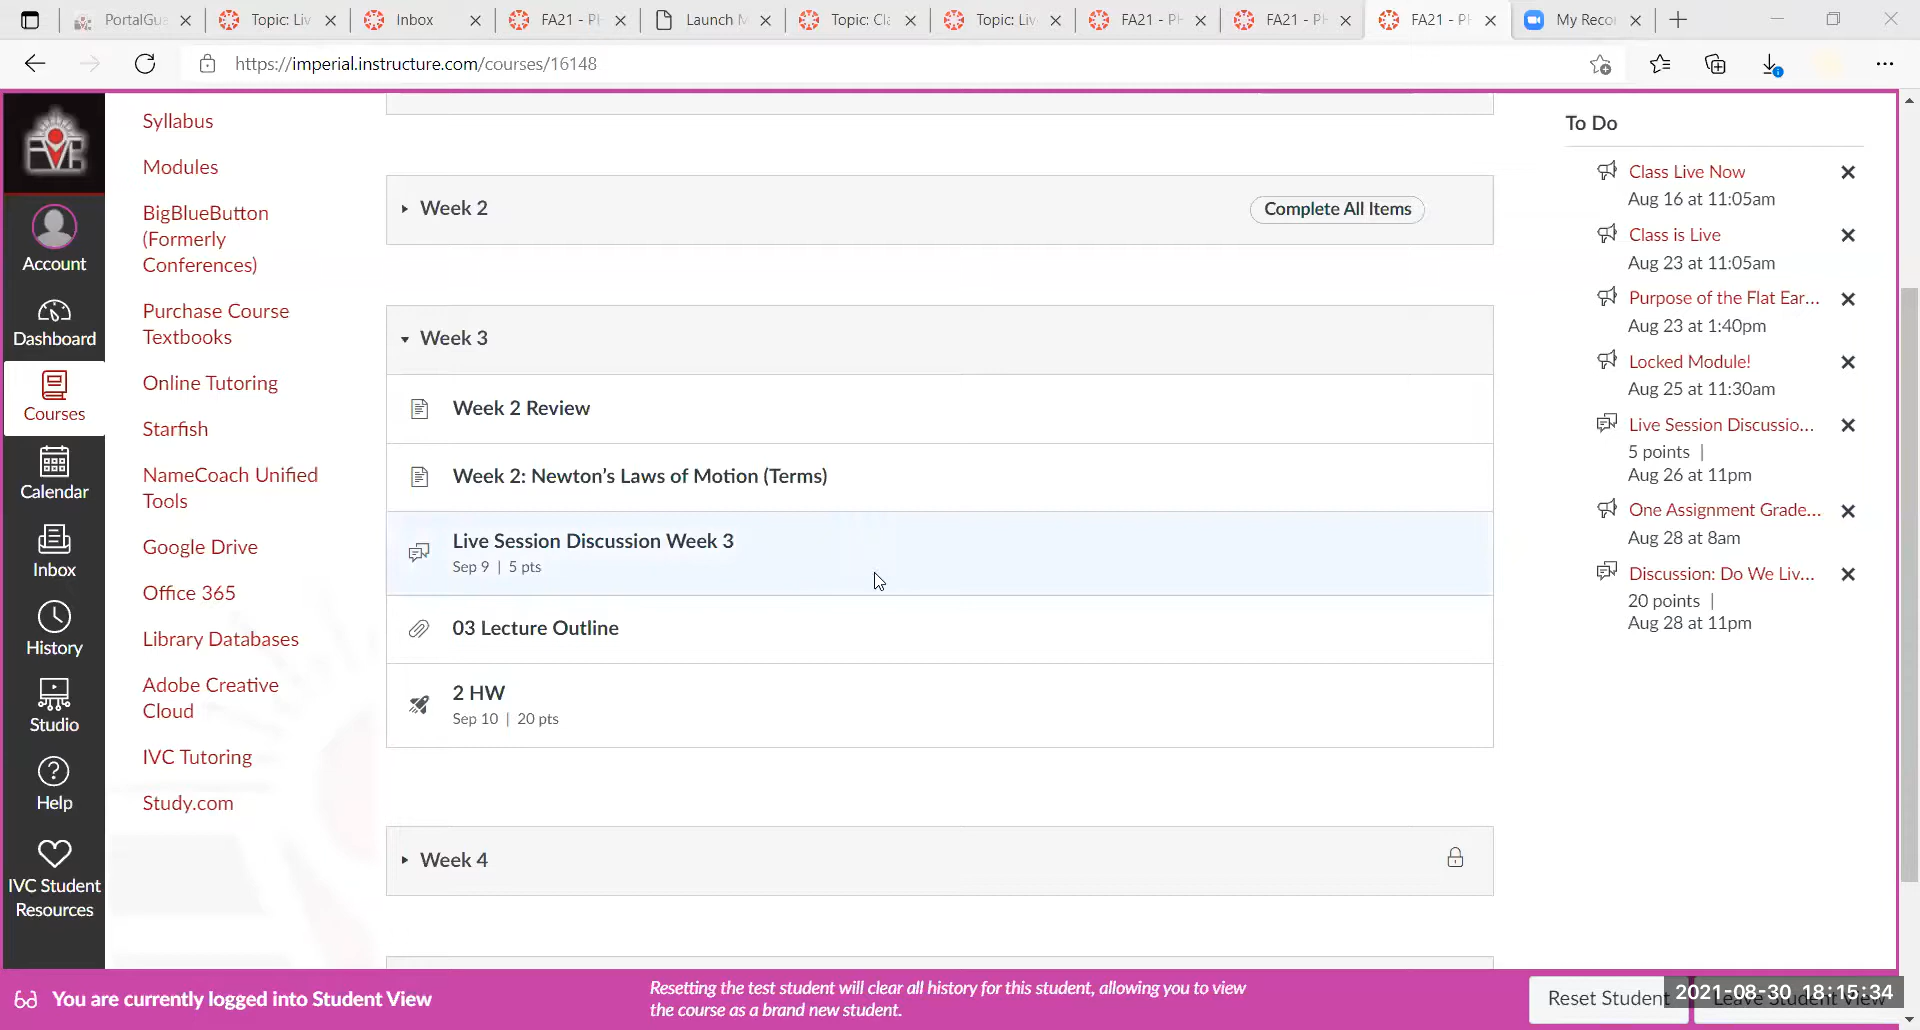 PortalGua
Topic: Liv
Inbox
FA21 - PH
Launch M
Topic: Cla
Topic: Liv
FA21 - PH
FA21 - PH
FA21 - PH
My Reco
https://imperial.instructure.com/courses/16148
Account
Dashboard
Courses
Calendar
Inbox
History
Studio
Help
IVC Student
Resources
Syllabus
Modules
BigBlueButton
(Formerly
Conferences)
Purchase Course
Textbooks
Online Tutoring
Starfish
NameCoach Unified
Tools
Google Drive
Office 365
Library Databases
Adobe Creative
Cloud
IVC Tutoring
Study.com
Week 2
Complete All Items
Week 3
Week 2 Review
Week 2: Newton’s Laws of Motion (Terms)
Live Session Discussion Week 3
Sep 9 | 5 pts
03 Lecture Outline
2 HW
Sep 10 | 20 pts
Week 4
To Do
Class Live Now
Aug 16 at 11:05am
Class is Live
Aug 23 at 11:05am
Purpose of the Flat Ear...
Aug 23 at 1:40pm
Locked Module!
Aug 25 at 11:30am
Live Session Discussio...
5 points |
Aug 26 at 11pm
One Assignment Grade...
Aug 28 at 8am
Discussion: Do We Liv...
20 points |
Aug 28 at 11pm
You are currently logged into Student View
Resetting the test student will clear all history for this student, allowing you to view
the course as a brand new student.
Reset Student
Leave Student View
2021-08-30 18:15:34